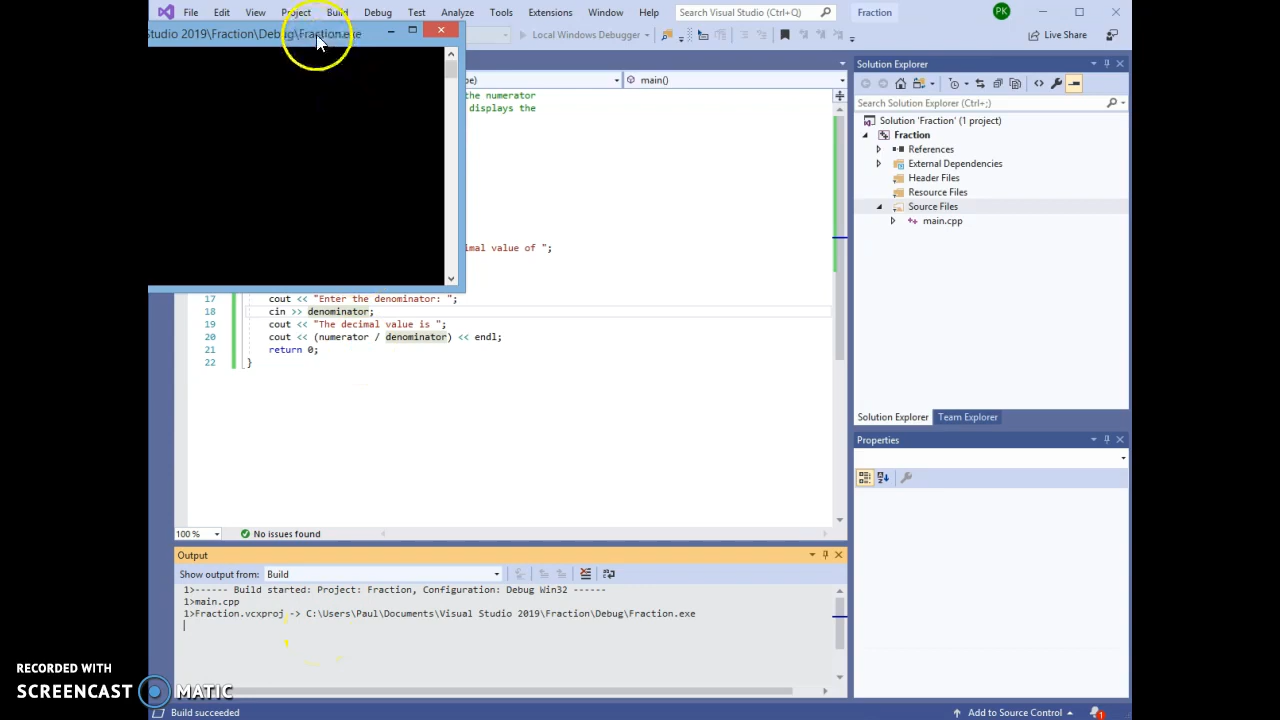 File Edit View Project Build Debug Test Analyze Tools Extensions Window Help Search Visual Studio (Ctrl+Q) Fraction PK
Studio 2019\Fraction\Debug\Fraction.exe
Local Windows Debugger
Live Share
main()
the numerator
displays the
imal value of ";
17 cout << "Enter the denominator: ";
18 cin >> denominator;
19 cout << "The decimal value is ";
20 cout << (numerator / denominator) << endl;
21 return 0;
22 }
100 % No issues found
Output
Show output from: Build
1>------ Build started: Project: Fraction, Configuration: Debug Win32 ------
1>main.cpp
1>Fraction.vcxproj -> C:\Users\Paul\Documents\Visual Studio 2019\Fraction\Debug\Fraction.exe
Solution Explorer
Search Solution Explorer (Ctrl+;)
Solution 'Fraction' (1 project)
Fraction
References
External Dependencies
Header Files
Resource Files
Source Files
main.cpp
Solution Explorer Team Explorer
Properties
Build succeeded
Add to Source Control
1
RECORDED WITH
SCREENCAST MATIC